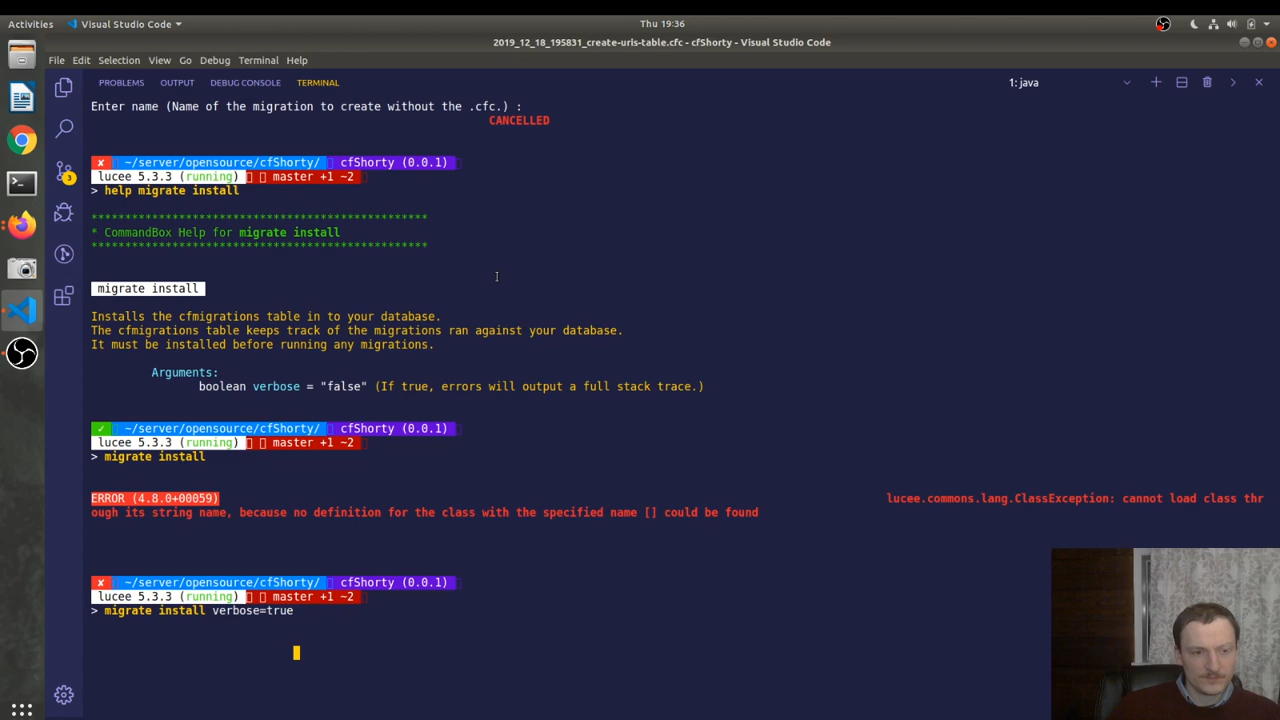 Activities
Visual Studio Code
Thu 19:36
2019_12_18_195831_create-uris-table.cfc - cfShorty - Visual Studio Code
File Edit Selection View Go Debug Terminal Help
PROBLEMS OUTPUT DEBUG CONSOLE TERMINAL
1: java
Enter name (Name of the migration to create without the .cfc.) :
CANCELLED
✘ ~/server/opensource/cfShorty/ cfShorty (0.0.1)
lucee 5.3.3 (running) master +1 ~2
> help migrate install
**************************************************
* CommandBox Help for migrate install
**************************************************
migrate install
Installs the cfmigrations table in to your database.
The cfmigrations table keeps track of the migrations ran against your database.
It must be installed before running any migrations.
Arguments:
boolean verbose = "false" (If true, errors will output a full stack trace.)
✓ ~/server/opensource/cfShorty/ cfShorty (0.0.1)
lucee 5.3.3 (running) master +1 ~2
> migrate install
ERROR (4.8.0+00059) lucee.commons.lang.ClassException: cannot load class thr
ough its string name, because no definition for the class with the specified name [] could be found
✘ ~/server/opensource/cfShorty/ cfShorty (0.0.1)
lucee 5.3.3 (running) master +1 ~2
> migrate install verbose=true
3